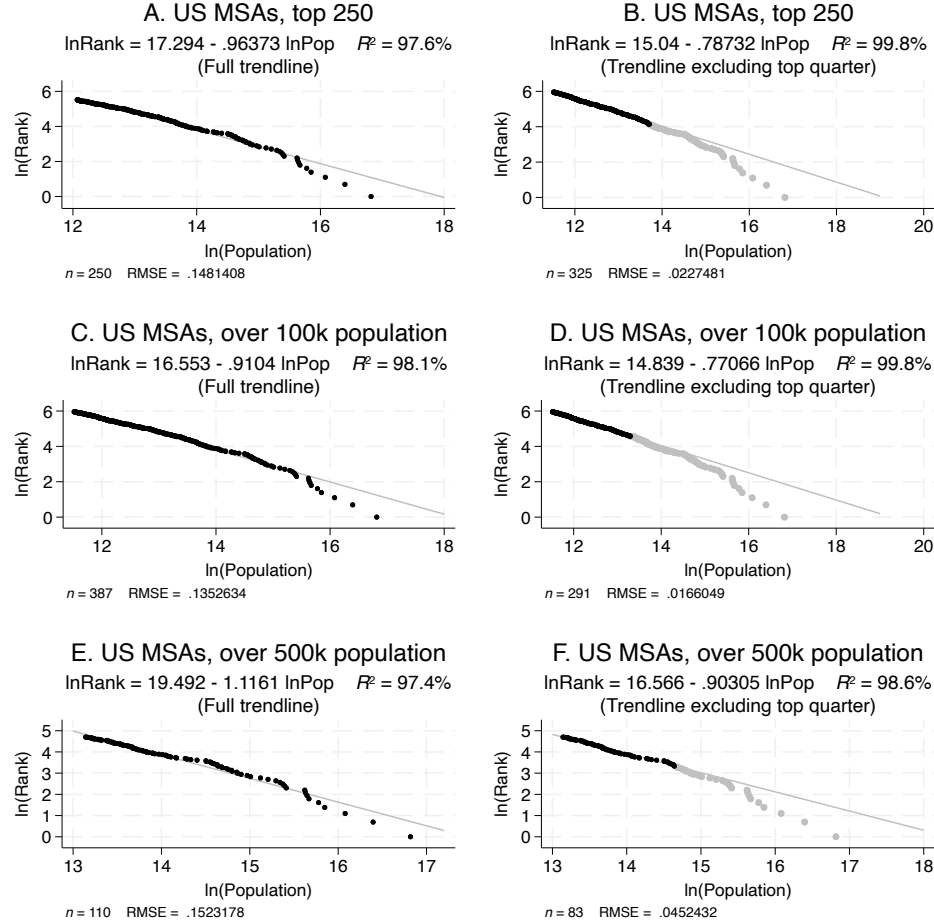 A. US MSAs, top 250
lnRank = 17.294 - .96373 lnPop R² = 97.6%
(Full trendline)
ln(Rank)
6
4
2
0
12
14
16
18
ln(Population)
n = 250 RMSE = .1481408
B. US MSAs, top 250
lnRank = 15.04 - .78732 lnPop R² = 99.8%
(Trendline excluding top quarter)
ln(Rank)
6
4
2
0
12
14
16
18
20
ln(Population)
n = 325 RMSE = .0227481
C. US MSAs, over 100k population
lnRank = 16.553 - .9104 lnPop R² = 98.1%
(Full trendline)
ln(Rank)
6
4
2
0
12
14
16
18
ln(Population)
n = 387 RMSE = .1352634
D. US MSAs, over 100k population
lnRank = 14.839 - .77066 lnPop R² = 99.8%
(Trendline excluding top quarter)
ln(Rank)
6
4
2
0
12
14
16
18
20
ln(Population)
n = 291 RMSE = .0166049
E. US MSAs, over 500k population
lnRank = 19.492 - 1.1161 lnPop R² = 97.4%
(Full trendline)
ln(Rank)
5
4
3
2
1
0
13
14
15
16
17
ln(Population)
n = 110 RMSE = .1523178
F. US MSAs, over 500k population
lnRank = 16.566 - .90305 lnPop R² = 98.6%
(Trendline excluding top quarter)
ln(Rank)
5
4
3
2
1
0
13
14
15
16
17
18
ln(Population)
n = 83 RMSE = .0452432